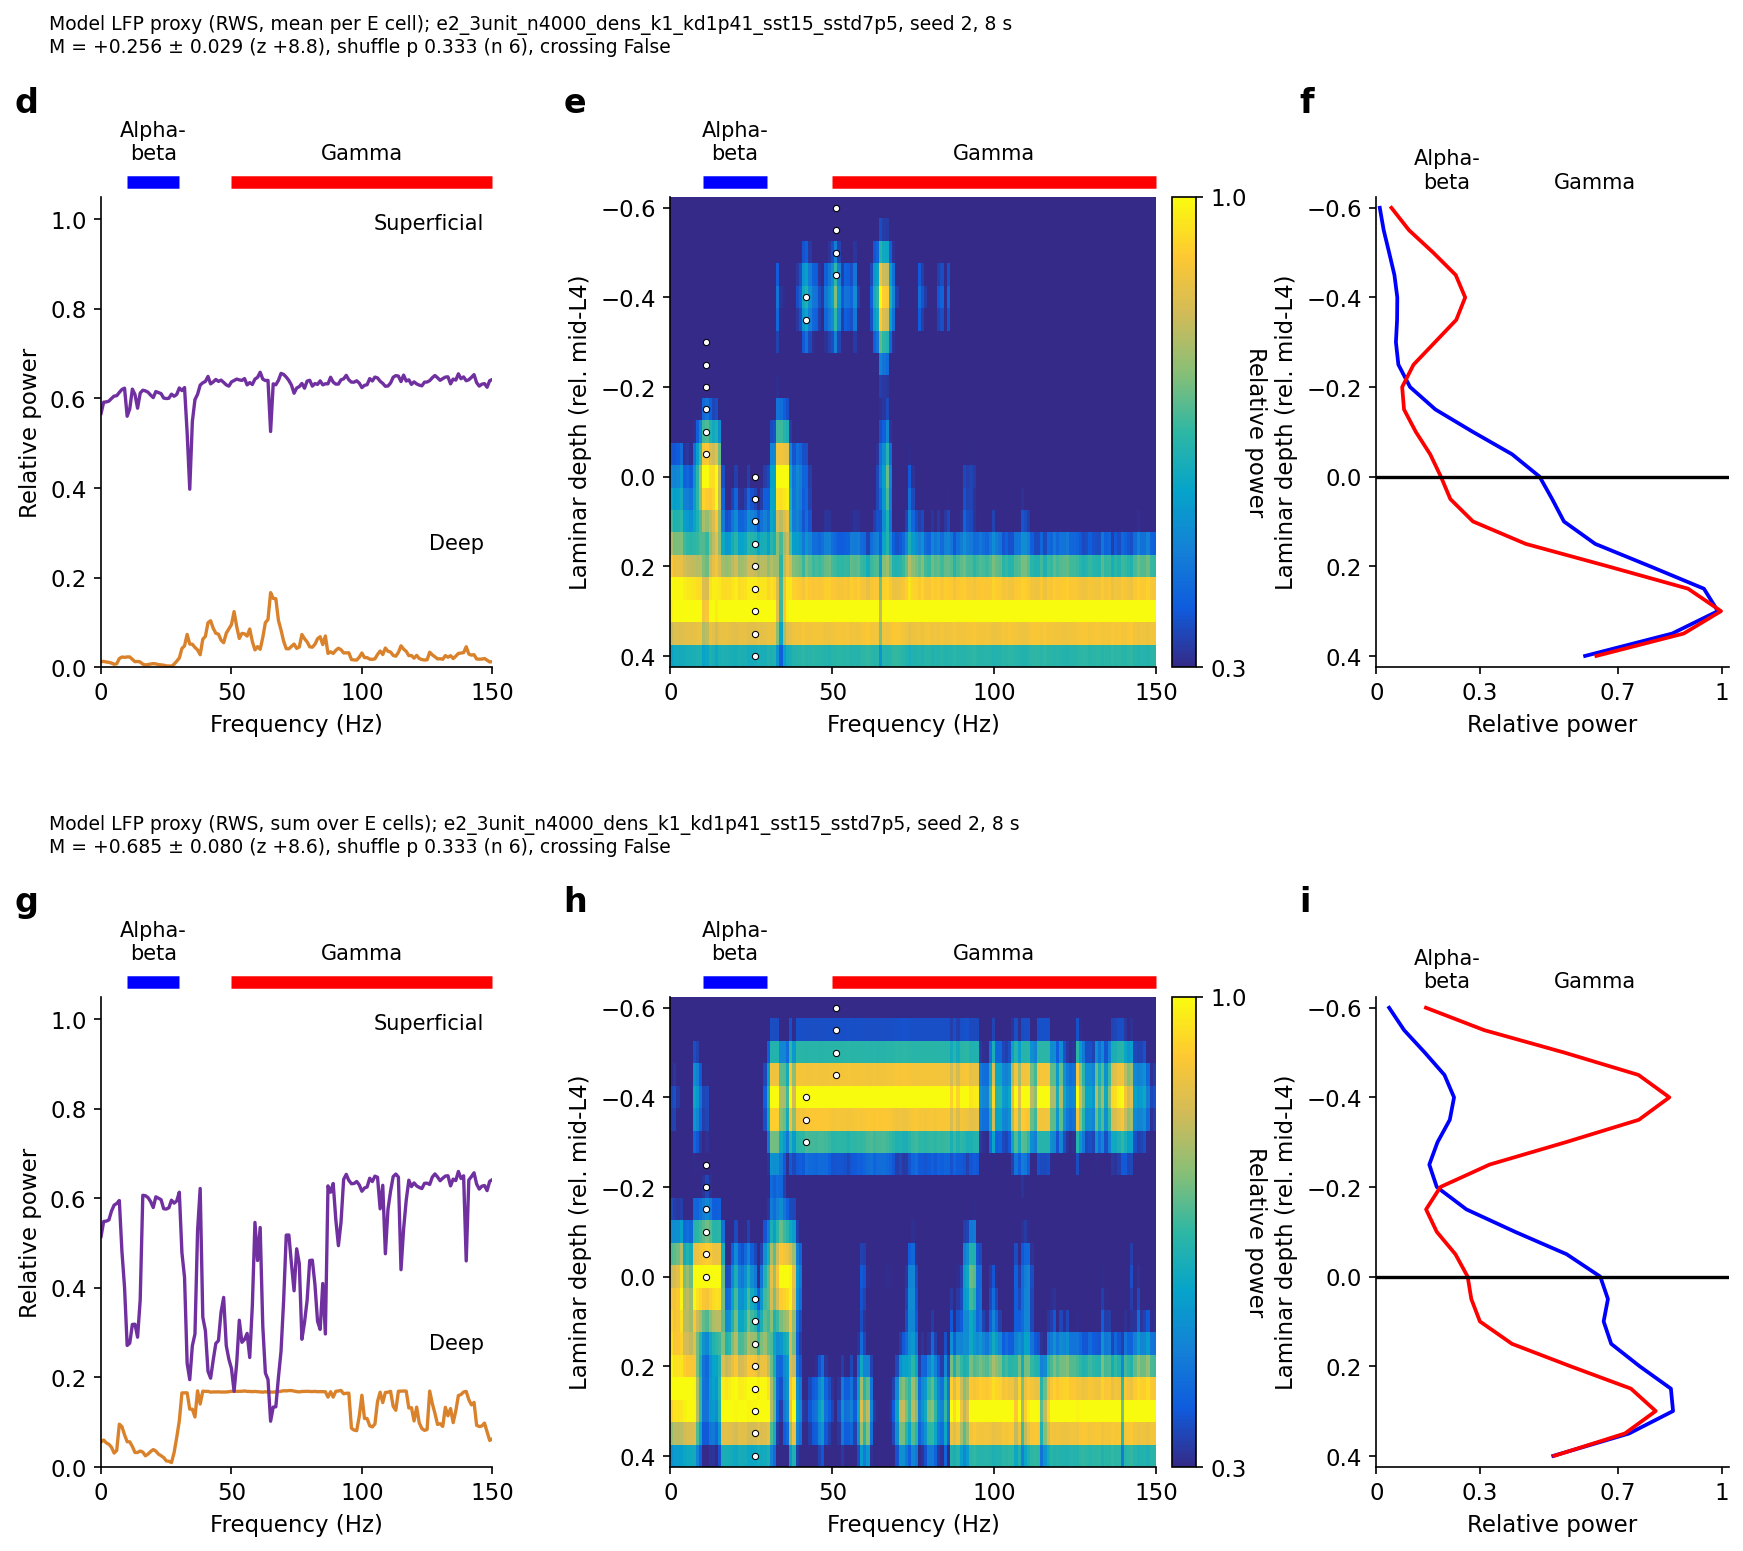 Model LFP proxy (RWS, mean per E cell); e2_3unit_n4000_dens_k1_kd1p41_sst15_sstd7p5, seed 2, 8 s
M = +0.256 ± 0.029 (z +8.8), shuffle p 0.333 (n 6), crossing False
d
Alpha-
beta
Gamma
Superficial
Deep
Relative power
1.0
0.8
0.6
0.4
0.2
0.0
0
50
100
150
Frequency (Hz)
e
Alpha-
beta
Gamma
Laminar depth (rel. mid-L4)
−0.6
−0.4
−0.2
0.0
0.2
0.4
0
50
100
150
Frequency (Hz)
1.0
0.3
Relative power
f
Alpha-
beta
Gamma
Laminar depth (rel. mid-L4)
−0.6
−0.4
−0.2
0.0
0.2
0.4
0
0.3
0.7
1
Relative power
Model LFP proxy (RWS, sum over E cells); e2_3unit_n4000_dens_k1_kd1p41_sst15_sstd7p5, seed 2, 8 s
M = +0.685 ± 0.080 (z +8.6), shuffle p 0.333 (n 6), crossing False
g
Alpha-
beta
Gamma
Superficial
Deep
Relative power
1.0
0.8
0.6
0.4
0.2
0.0
0
50
100
150
Frequency (Hz)
h
Alpha-
beta
Gamma
Laminar depth (rel. mid-L4)
−0.6
−0.4
−0.2
0.0
0.2
0.4
0
50
100
150
Frequency (Hz)
1.0
0.3
Relative power
i
Alpha-
beta
Gamma
Laminar depth (rel. mid-L4)
−0.6
−0.4
−0.2
0.0
0.2
0.4
0
0.3
0.7
1
Relative power